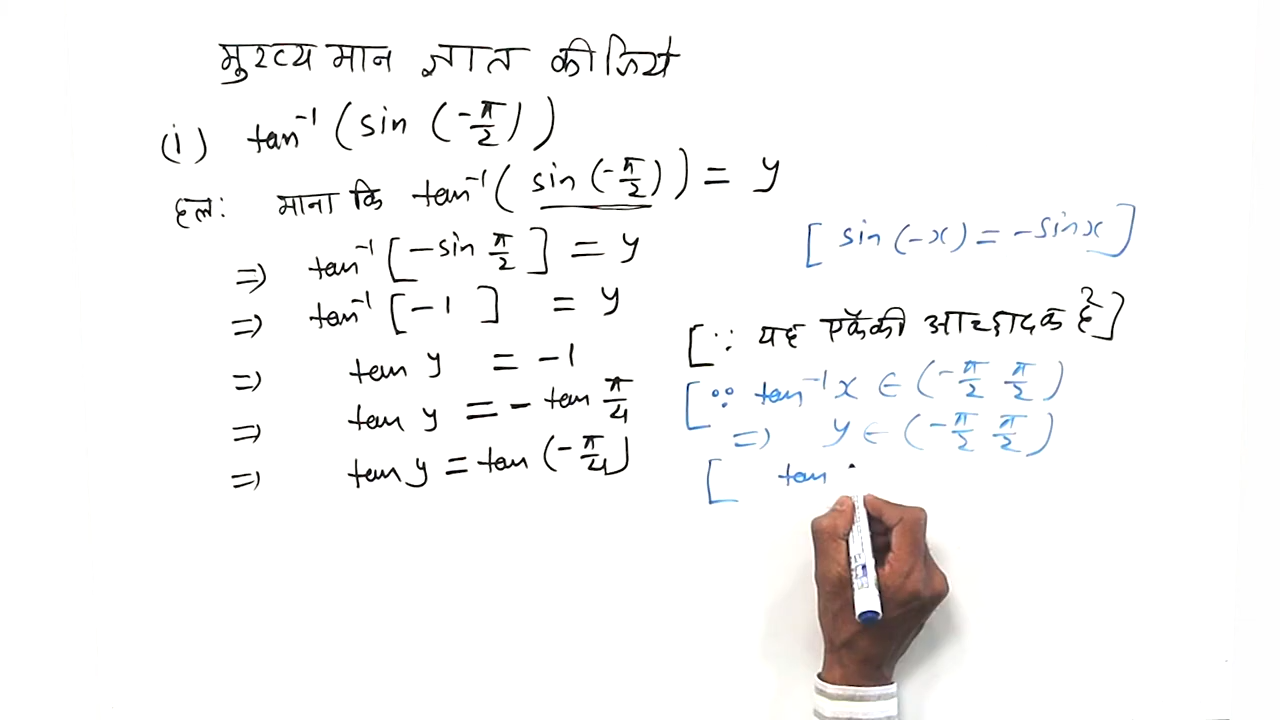 मुख्य मान ज्ञात कीजिये
(i) tan⁻¹ (sin (-π/2))
हल: माना कि tan⁻¹ (sin (-π/2)) = y
[sin (-x) = -sinx]
⇒ tan⁻¹ [-sin π/2] = y
⇒ tan⁻¹ [-1] = y
[∵ यह एकैकी आच्छादक है]
⇒ tan y = -1
[∵ tan⁻¹x ∈ (-π/2 π/2)
⇒ tan y = - tan π/4
⇒ y ∈ (-π/2 π/2)
⇒ tan y = tan (-π/4)
[ tan